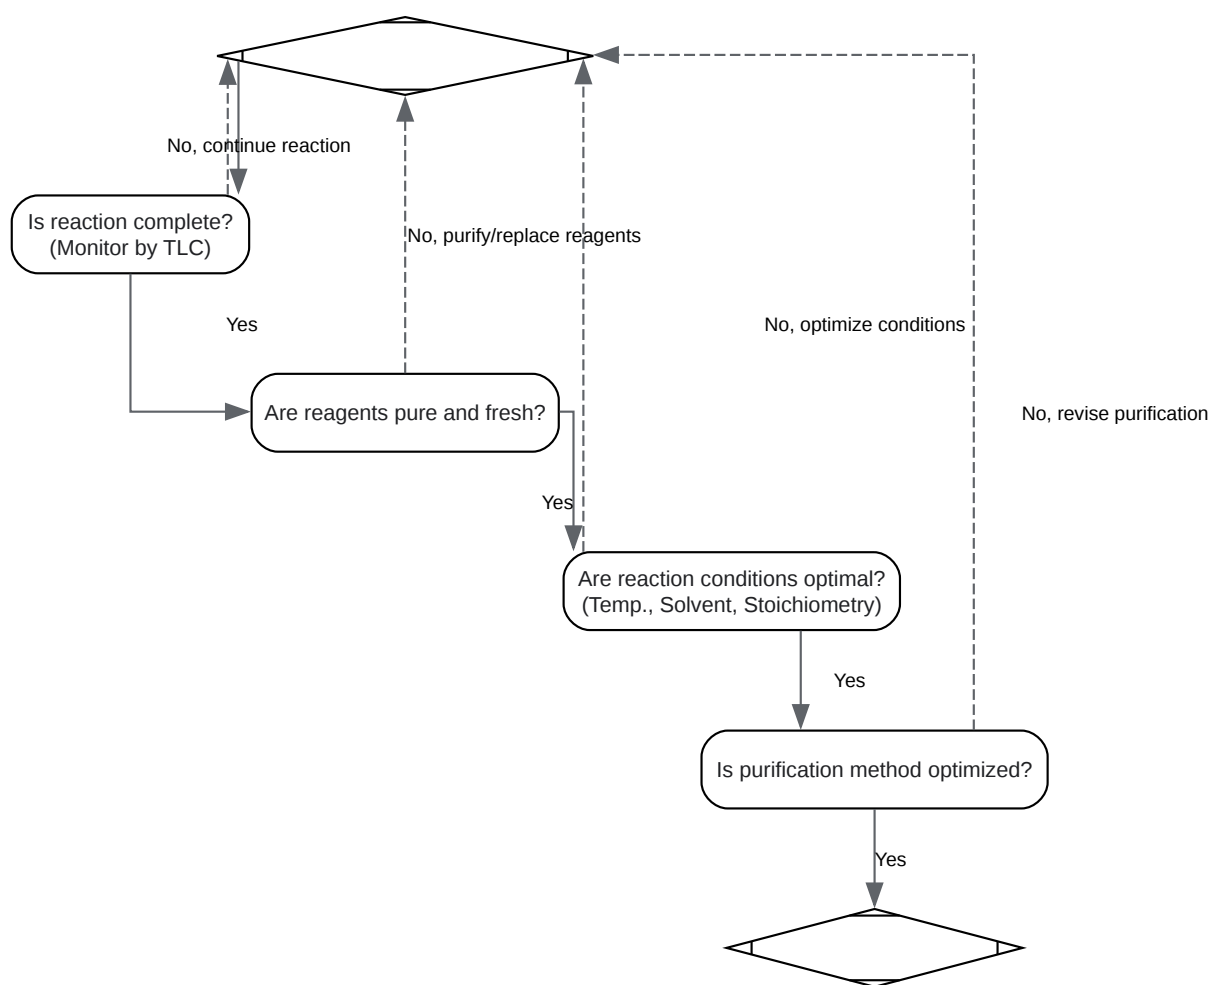 No, continue reaction
Is reaction complete?
(Monitor by TLC)
No, purify/replace reagents
Yes
No, optimize conditions
Are reagents pure and fresh?
No, revise purification
Yes
Are reaction conditions optimal?
(Temp., Solvent, Stoichiometry)
Yes
Is purification method optimized?
Yes